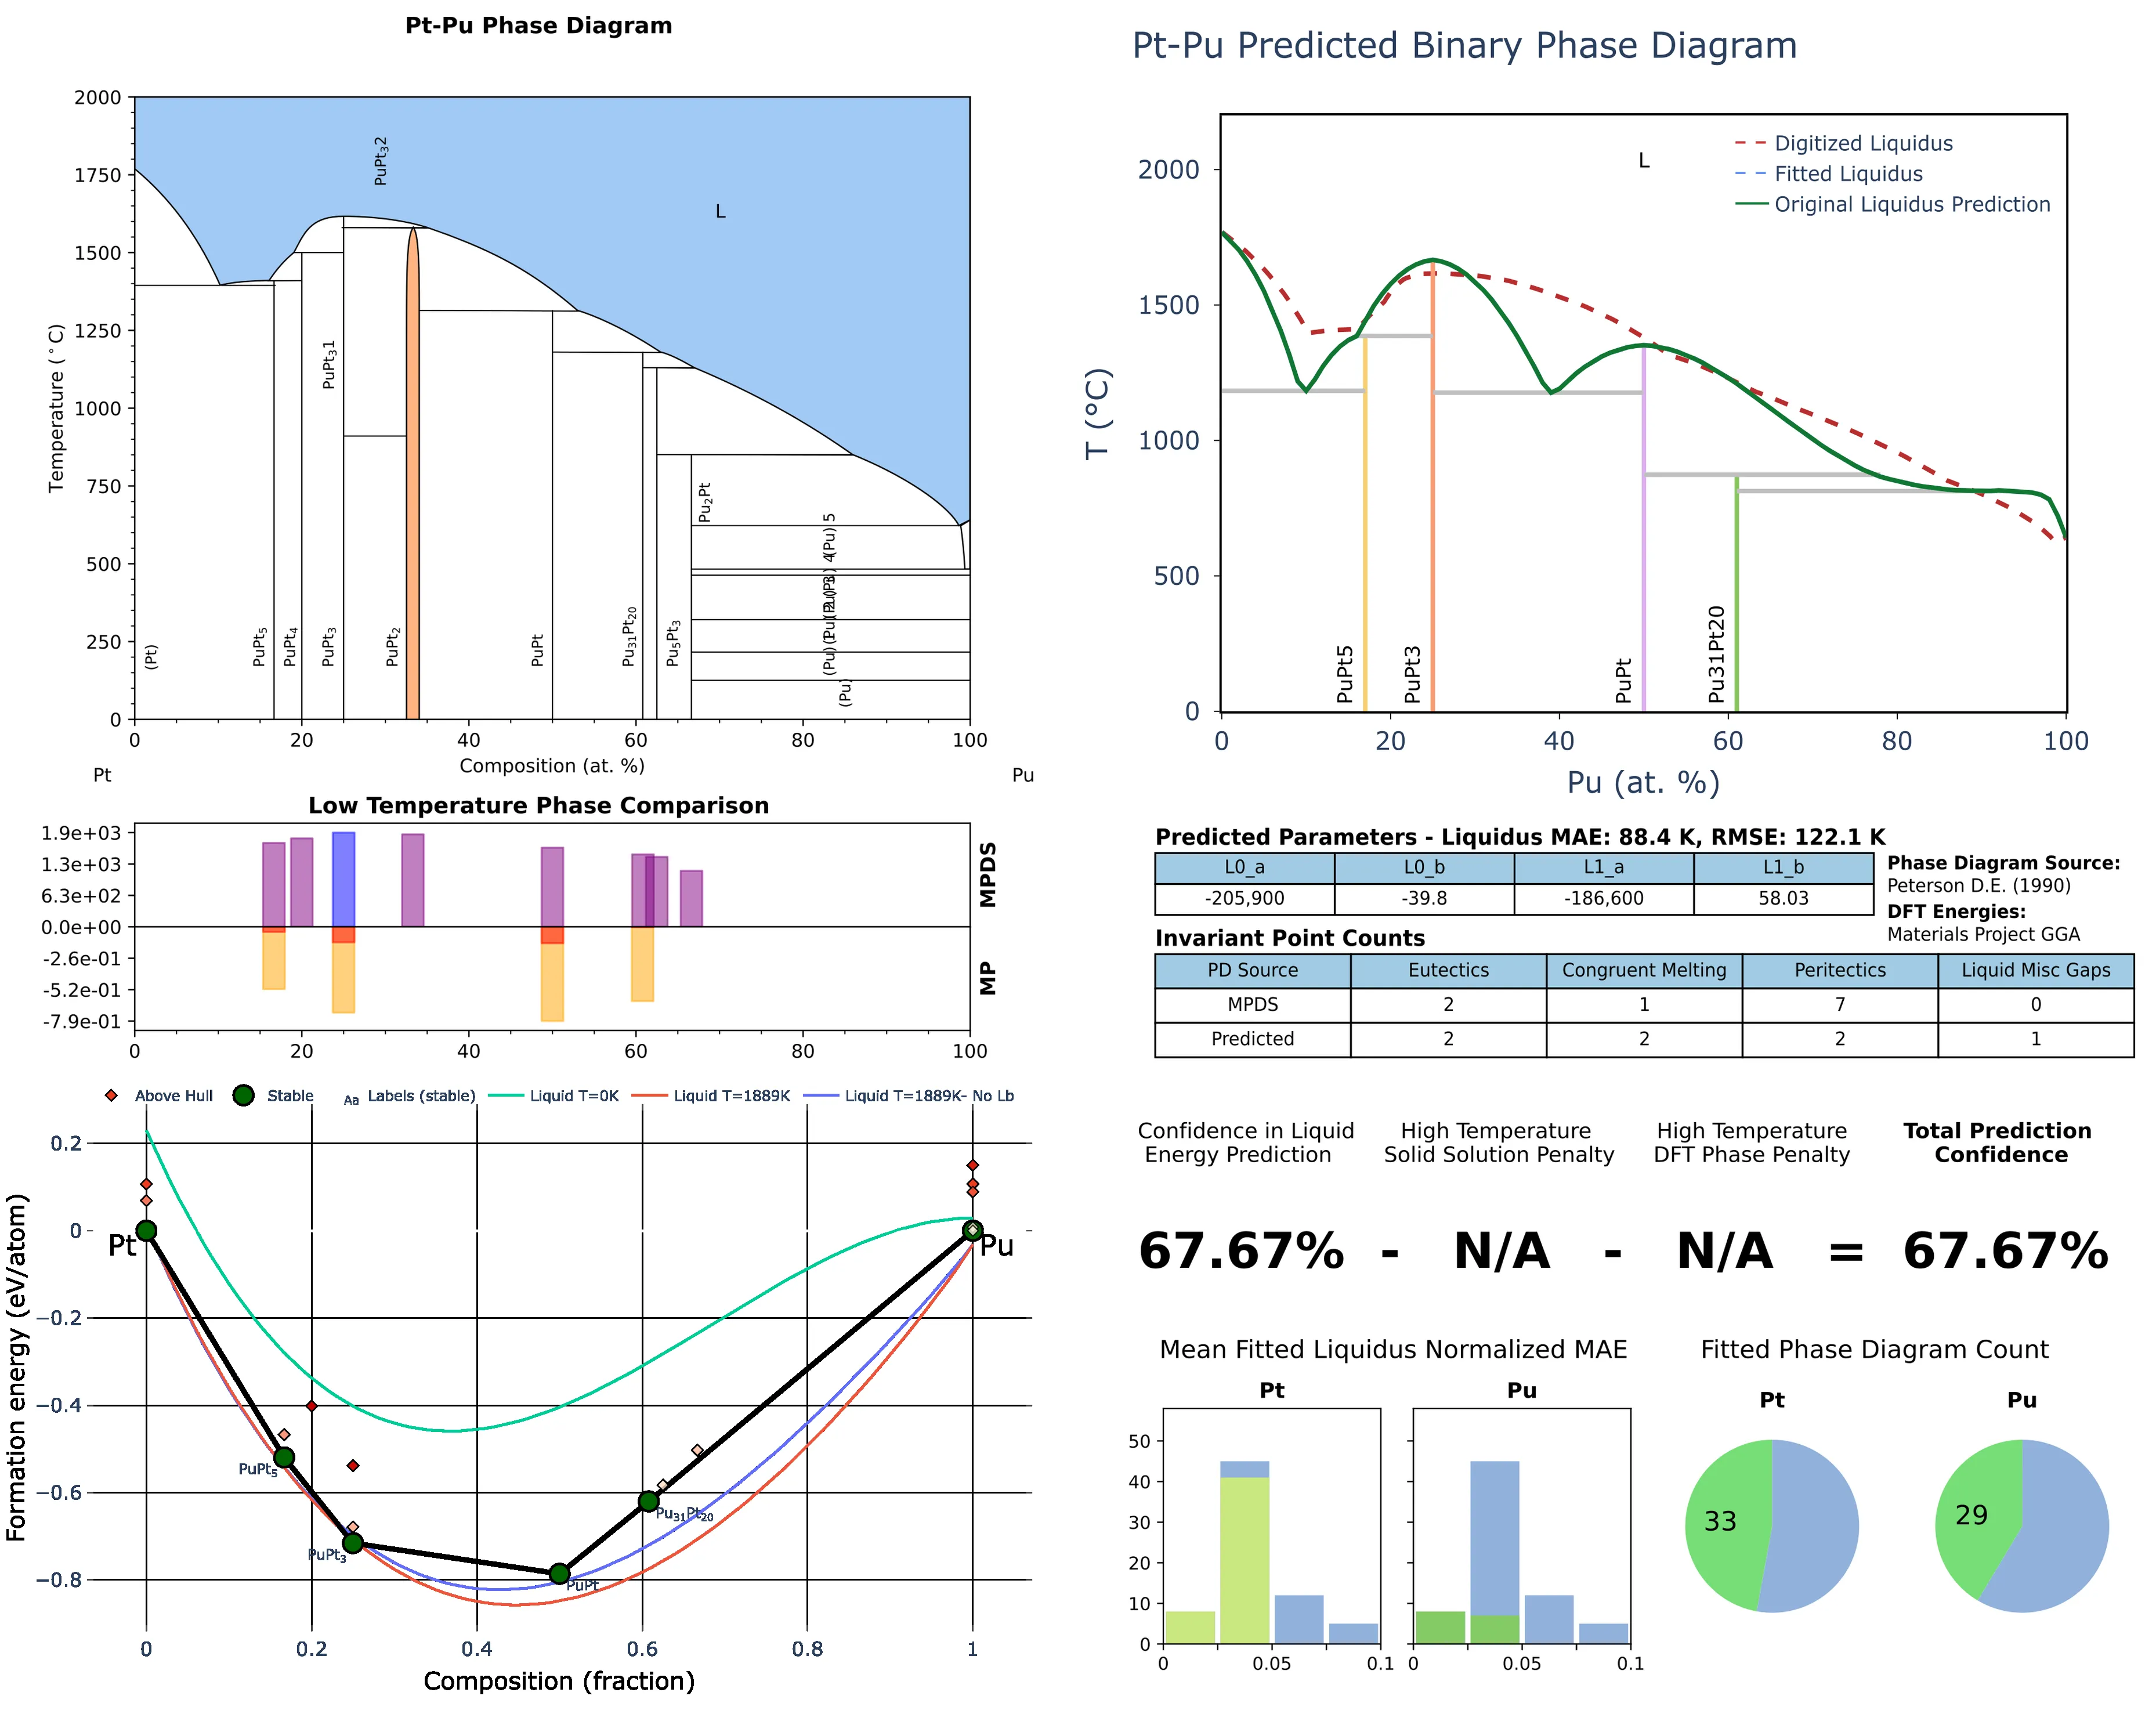 Pt-Pu Phase Diagram
2000
1750
1500
1250
1000
750
500
250
0
Temperature (°C)
PuPt₃2
L
PuPt₃1
(Pt)
PuPt₅
PuPt₄
PuPt₃
PuPt₂
PuPt
Pu₃₁Pt₂₀
Pu₅Pt₃
Pu₂Pt
(Pu) 5
(Pu)
0 20 40 60 80 100
Composition (at. %)
Pt
Pu
Low Temperature Phase Comparison
1.9e+03
1.3e+03
6.3e+02
0.0e+00
-2.6e-01
-5.2e-01
-7.9e-01
MPDS
MP
0 20 40 60 80 100
Above Hull
Stable
Aa Labels (stable)
Liquid T=0K
Liquid T=1889K
Liquid T=1889K- No Lb
0.2
0
−0.2
−0.4
−0.6
−0.8
Formation energy (eV/atom)
Pt
Pu
PuPt₅
PuPt₃
PuPt
Pu₃₁Pt₂₀
0 0.2 0.4 0.6 0.8 1
Composition (fraction)
Pt-Pu Predicted Binary Phase Diagram
L
Digitized Liquidus
Fitted Liquidus
Original Liquidus Prediction
2000
1500
1000
500
0
T (°C)
PuPt5
PuPt3
PuPt
Pu31Pt20
0 20 40 60 80 100
Pu (at. %)
Predicted Parameters - Liquidus MAE: 88.4 K, RMSE: 122.1 K
L0_a L0_b L1_a L1_b
-205,900 -39.8 -186,600 58.03
Phase Diagram Source:
Peterson D.E. (1990)
DFT Energies:
Materials Project GGA
Invariant Point Counts
PD Source Eutectics Congruent Melting Peritectics Liquid Misc Gaps
MPDS 2 1 7 0
Predicted 2 2 2 1
Confidence in Liquid
Energy Prediction
High Temperature
Solid Solution Penalty
High Temperature
DFT Phase Penalty
Total Prediction
Confidence
67.67% - N/A - N/A = 67.67%
Mean Fitted Liquidus Normalized MAE
Pt
Pu
50
40
30
20
10
0
0 0.05 0.1
0 0.05 0.1
Fitted Phase Diagram Count
Pt
Pu
33
29